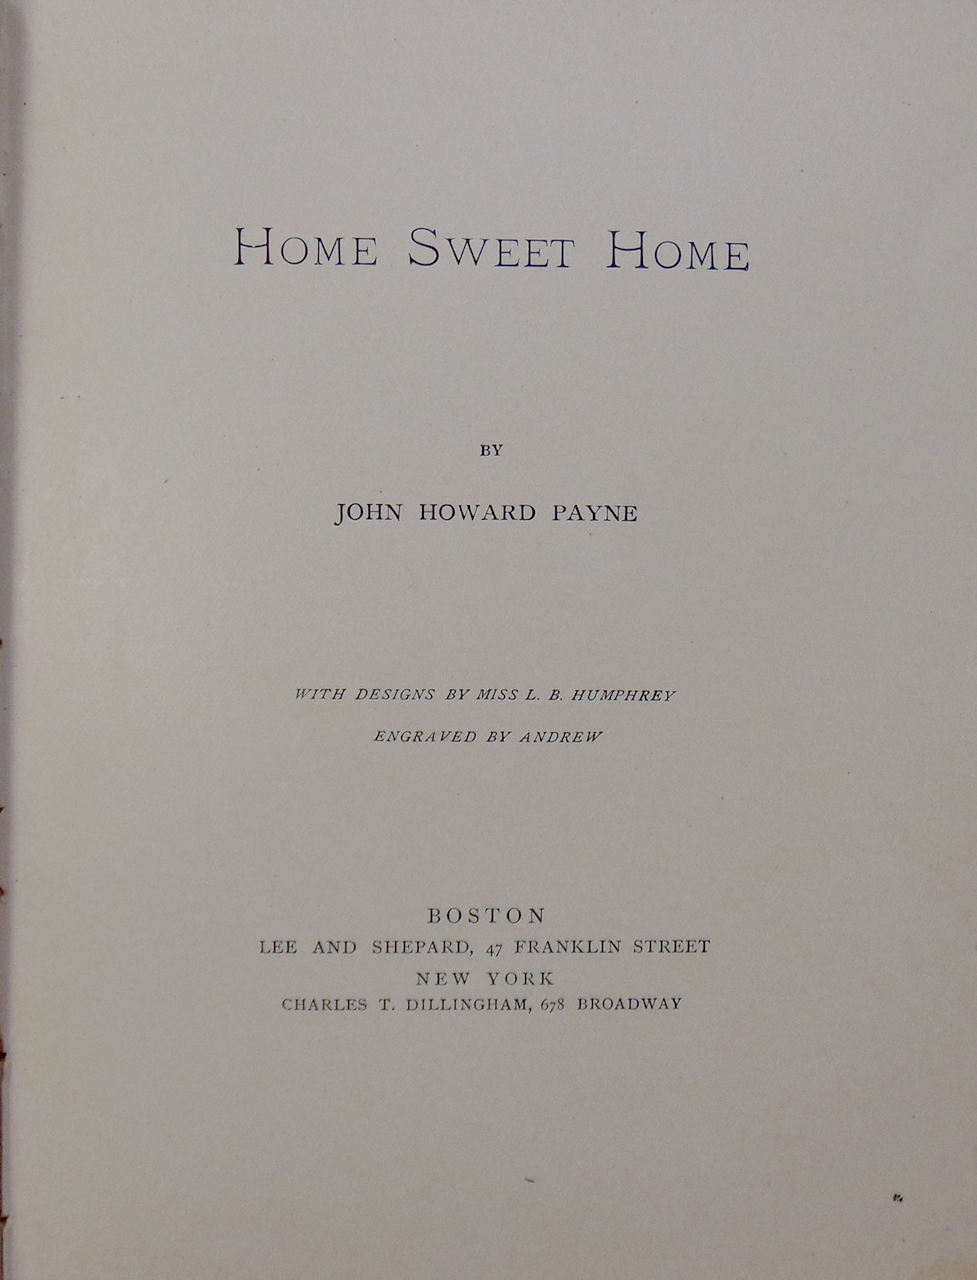 HOME SWEET HOME
BY
JOHN HOWARD PAYNE
WITH DESIGNS BY MISS L. B. HUMPHREY
ENGRAVED BY ANDREW
BOSTON
LEE AND SHEPARD, 47 FRANKLIN STREET
NEW YORK
CHARLES T. DILLINGHAM, 678 BROADWAY